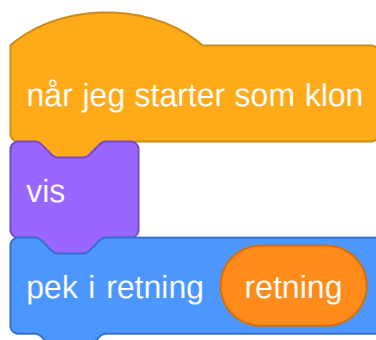 når jeg starter som klon
vis
pek i retning retning